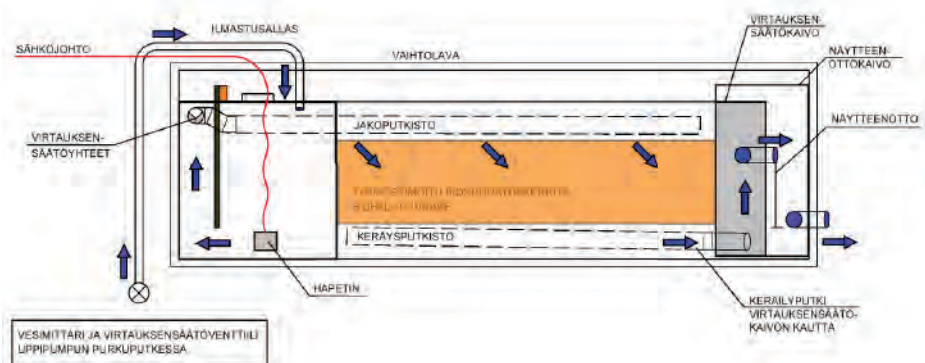 ILMASTUSALLAS
VIRTAUKSEN-
SÄÄTÖKAIVO
SÄHKÖJOHTO
VAIHTOLAVA
NÄYTTEEN-
OTTOKAIVO
JAKOPUTKISTO
NÄYTTEENOTTO
VIRTAUKSEN-
SÄÄTÖYHTEET
KERÄYSPUTKISTO
HAPETIN
KERÄILYPUTKI
VIRTAUKSENSÄÄTÖ-
KAIVON KAUTTA
VESIMITTARI JA VIRTAUKSENSÄÄTÖVENTTIILI
UPPIPUMPUN PURKUPUTKESSA